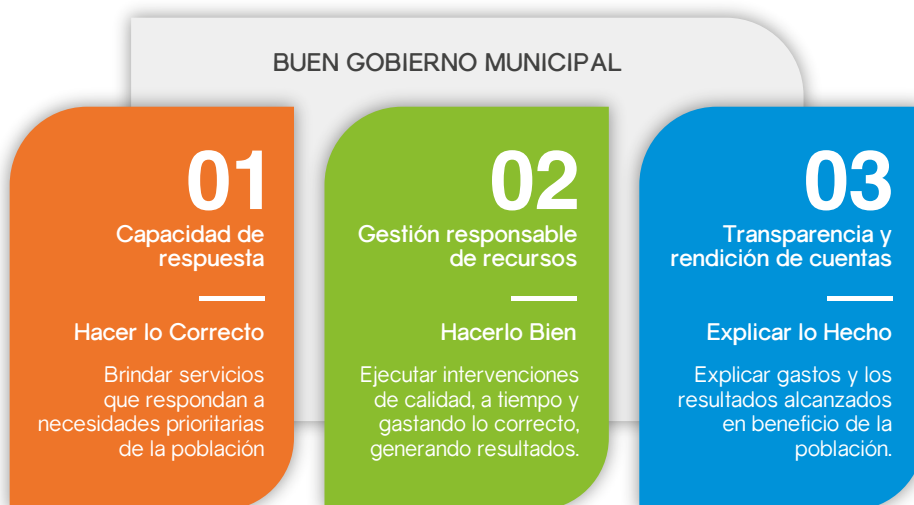 BUEN GOBIERNO MUNICIPAL
01
Capacidad de
respuesta
Hacer lo Correcto
Brindar servicios
que respondan a
necesidades prioritarias
de la población
02
Gestión responsable
de recursos
Hacerlo Bien
Ejecutar intervenciones
de calidad, a tiempo y
gastando lo correcto,
generando resultados.
03
Transparencia y
rendición de cuentas
Explicar lo Hecho
Explicar gastos y los
resultados alcanzados
en beneficio de la
población.